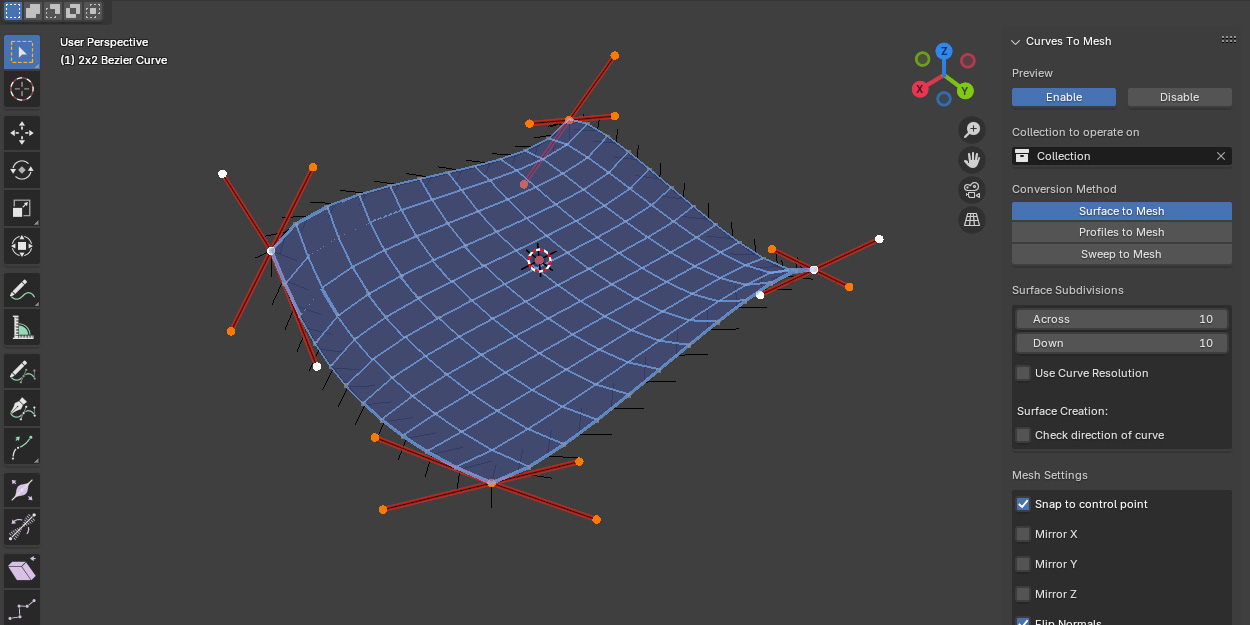 User Perspective
(1) 2x2 Bezier Curve
Z
X
Y
Curves To Mesh
Preview
Enable
Disable
Collection to operate on
Collection
Conversion Method
Surface to Mesh
Profiles to Mesh
Sweep to Mesh
Surface Subdivisions
Across 10
Down 10
Use Curve Resolution
Surface Creation:
Check direction of curve
Mesh Settings
Snap to control point
Mirror X
Mirror Y
Mirror Z
Flip Normals